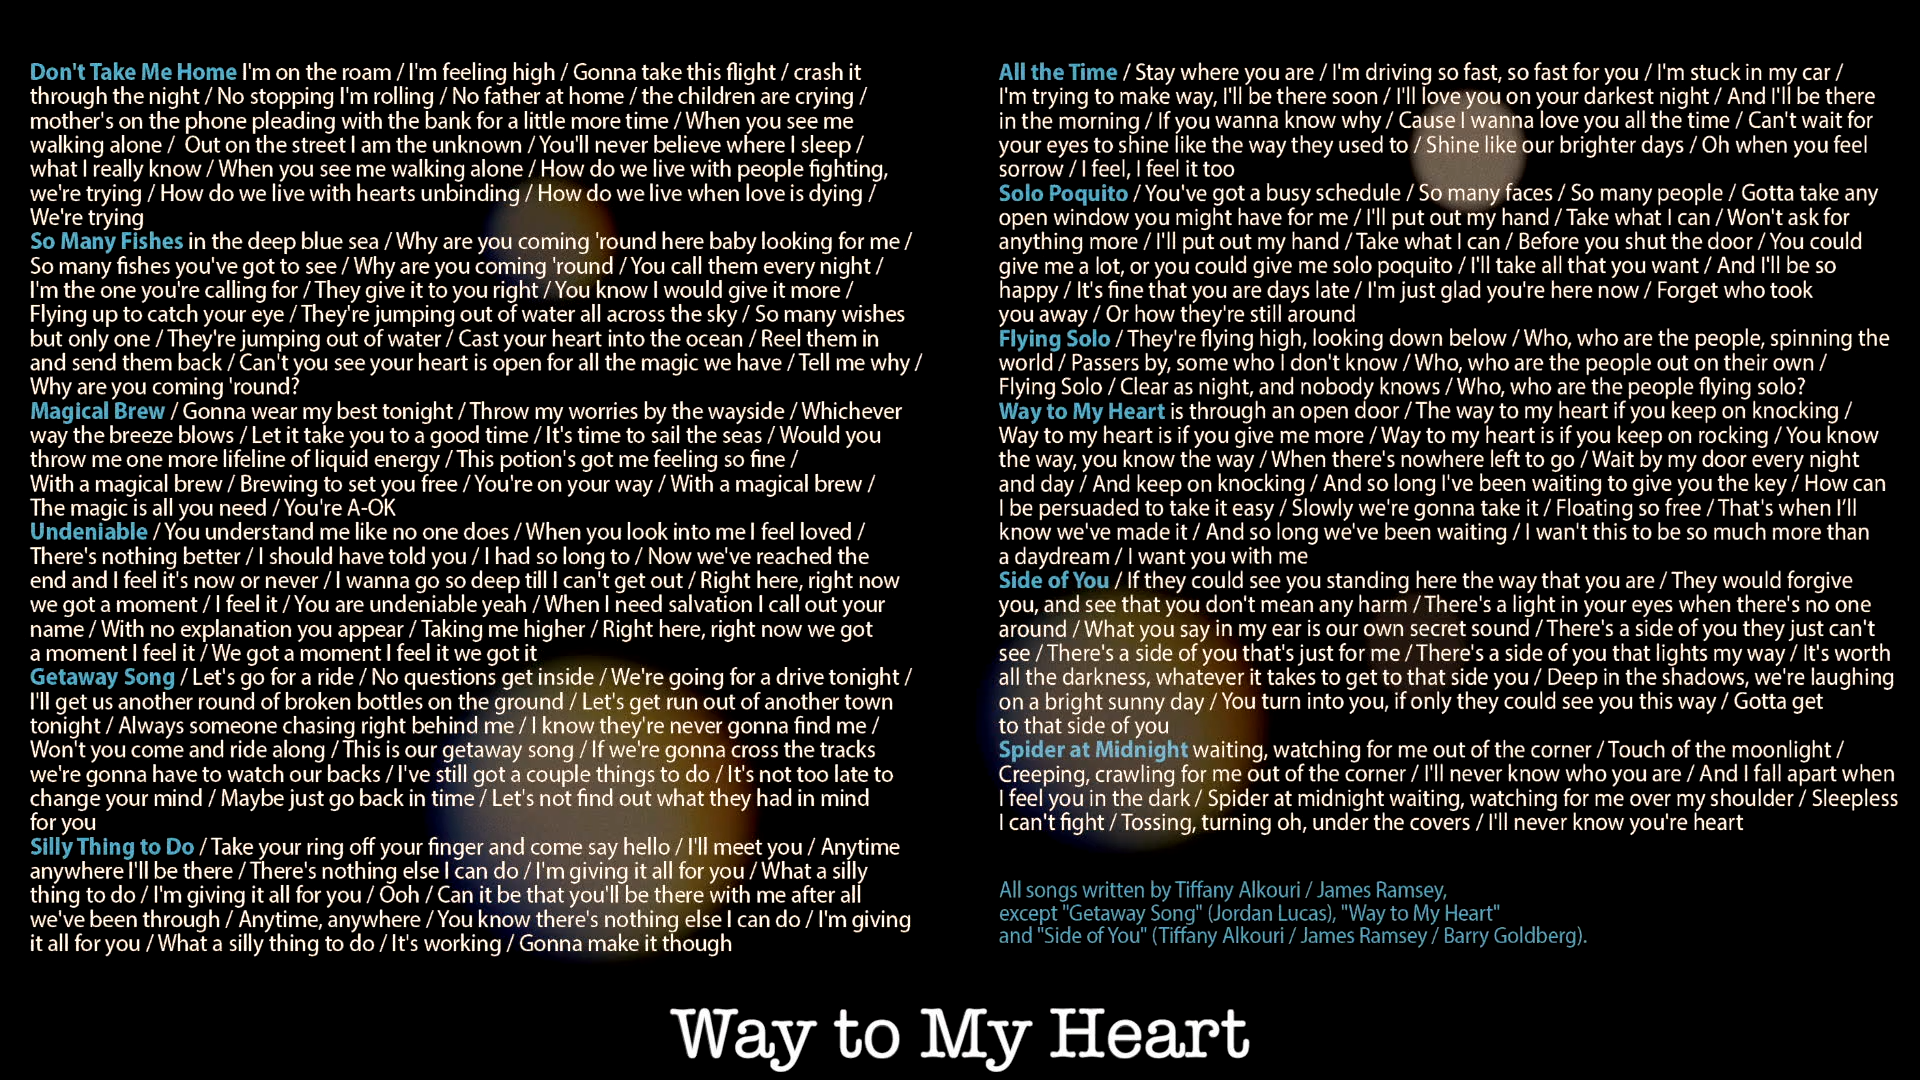 Don't Take Me Home I'm on the roam / I'm feeling high / Gonna take this flight / crash it
through the night / No stopping I'm rolling / No father at home / the children are crying /
mother's on the phone pleading with the bank for a little more time / When you see me
walking alone /  Out on the street I am the unknown / You'll never believe where I sleep /
what I really know / When you see me walking alone / How do we live with people fighting,
we're trying / How do we live with hearts unbinding / How do we live when love is dying /
We're trying
So Many Fishes in the deep blue sea / Why are you coming 'round here baby looking for me /
So many fishes you've got to see / Why are you coming 'round / You call them every night /
I'm the one you're calling for / They give it to you right / You know I would give it more /
Flying up to catch your eye / They're jumping out of water all across the sky / So many wishes
but only one / They're jumping out of water / Cast your heart into the ocean / Reel them in
and send them back / Can't you see your heart is open for all the magic we have / Tell me why /
Why are you coming 'round?
Magical Brew / Gonna wear my best tonight / Throw my worries by the wayside / Whichever
way the breeze blows / Let it take you to a good time / It's time to sail the seas / Would you
throw me one more lifeline of liquid energy / This potion's got me feeling so fine /
With a magical brew / Brewing to set you free / You're on your way / With a magical brew /
The magic is all you need / You're A-OK
Undeniable / You understand me like no one does / When you look into me I feel loved /
There's nothing better / I should have told you / I had so long to / Now we've reached the
end and I feel it's now or never / I wanna go so deep till I can't get out / Right here, right now
we got a moment / I feel it / You are undeniable yeah / When I need salvation I call out your
name / With no explanation you appear / Taking me higher / Right here, right now we got
a moment I feel it / We got a moment I feel it we got it
Getaway Song / Let's go for a ride / No questions get inside / We're going for a drive tonight /
I'll get us another round of broken bottles on the ground / Let's get run out of another town
tonight / Always someone chasing right behind me / I know they're never gonna find me /
Won't you come and ride along / This is our getaway song / If we're gonna cross the tracks
we're gonna have to watch our backs / I've still got a couple things to do / It's not too late to
change your mind / Maybe just go back in time / Let's not find out what they had in mind
for you
Silly Thing to Do / Take your ring off your finger and come say hello / I'll meet you / Anytime
anywhere I'll be there / There's nothing else I can do / I'm giving it all for you / What a silly
thing to do / I'm giving it all for you / Ooh / Can it be that you'll be there with me after all
we've been through / Anytime, anywhere / You know there's nothing else I can do / I'm giving
it all for you / What a silly thing to do / It's working / Gonna make it though
All the Time / Stay where you are / I'm driving so fast, so fast for you / I'm stuck in my car /
I'm trying to make way, I'll be there soon / I'll love you on your darkest night / And I'll be there
in the morning / If you wanna know why / Cause I wanna love you all the time / Can't wait for
your eyes to shine like the way they used to / Shine like our brighter days / Oh when you feel
sorrow / I feel, I feel it too
Solo Poquito / You've got a busy schedule / So many faces / So many people / Gotta take any
open window you might have for me / I'll put out my hand / Take what I can / Won't ask for
anything more / I'll put out my hand / Take what I can / Before you shut the door / You could
give me a lot, or you could give me solo poquito / I'll take all that you want / And I'll be so
happy / It's fine that you are days late / I'm just glad you're here now / Forget who took
you away / Or how they're still around
Flying Solo / They're flying high, looking down below / Who, who are the people, spinning the
world / Passers by, some who I don't know / Who, who are the people out on their own /
Flying Solo / Clear as night, and nobody knows / Who, who are the people flying solo?
Way to My Heart is through an open door / The way to my heart if you keep on knocking /
Way to my heart is if you give me more / Way to my heart is if you keep on rocking / You know
the way, you know the way / When there's nowhere left to go / Wait by my door every night
and day / And keep on knocking / And so long I've been waiting to give you the key / How can
I be persuaded to take it easy / Slowly we're gonna take it / Floating so free / That's when I'll
know we've made it / And so long we've been waiting / I wan't this to be so much more than
a daydream / I want you with me
Side of You / If they could see you standing here the way that you are / They would forgive
you, and see that you don't mean any harm / There's a light in your eyes when there's no one
around / What you say in my ear is our own secret sound / There's a side of you they just can't
see / There's a side of you that's just for me / There's a side of you that lights my way / It's worth
all the darkness, whatever it takes to get to that side you / Deep in the shadows, we're laughing
on a bright sunny day / You turn into you, if only they could see you this way / Gotta get
to that side of you
Spider at Midnight waiting, watching for me out of the corner / Touch of the moonlight /
Creeping, crawling for me out of the corner / I'll never know who you are / And I fall apart when
I feel you in the dark / Spider at midnight waiting, watching for me over my shoulder / Sleepless
I can't fight / Tossing, turning oh, under the covers / I'll never know you're heart
All songs written by Tiffany Alkouri / James Ramsey,
except "Getaway Song" (Jordan Lucas), "Way to My Heart"
and "Side of You" (Tiffany Alkouri / James Ramsey / Barry Goldberg).
Way to My Heart